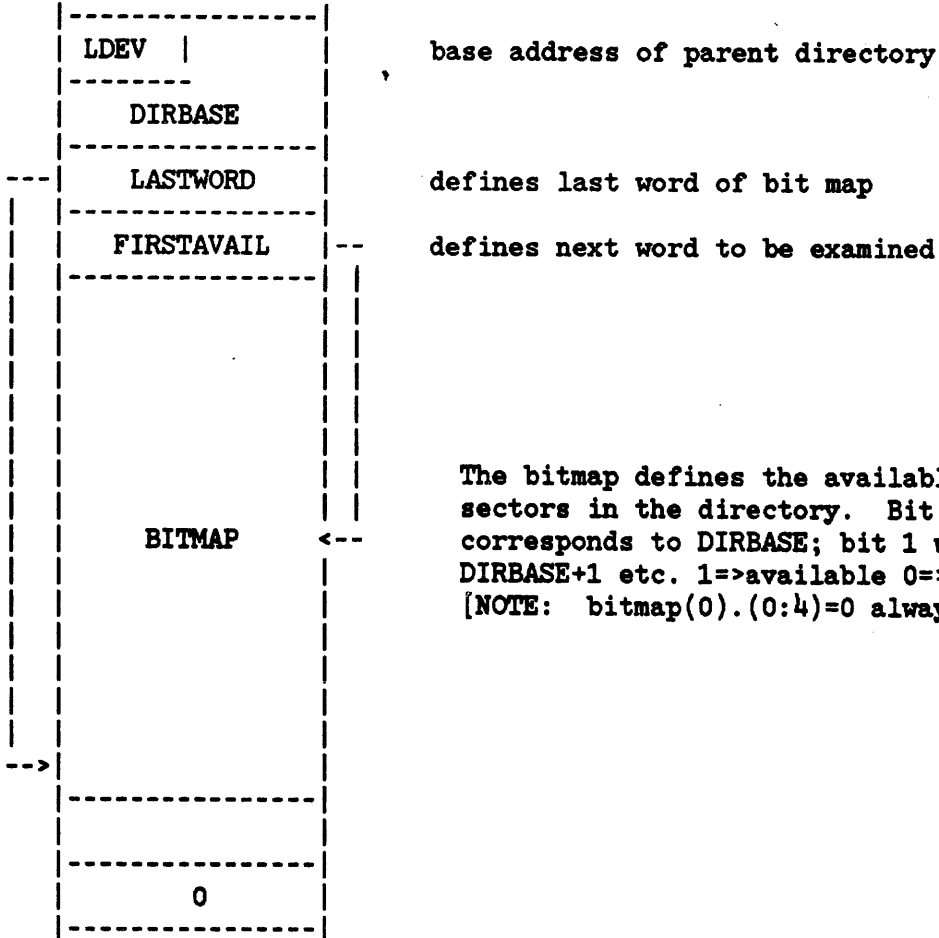 LDEV | base address of parent directory
DIRBASE
LASTWORD defines last word of bit map
FIRSTAVAIL defines next word to be examined
The bitmap defines the
sectors in the directory. Bit
BITMAP corresponds to DIRBASE; bit 1
DIRBASE+1 etc. 1=>available 0=>
[NOTE: bitmap(0).(0:4)=0
0